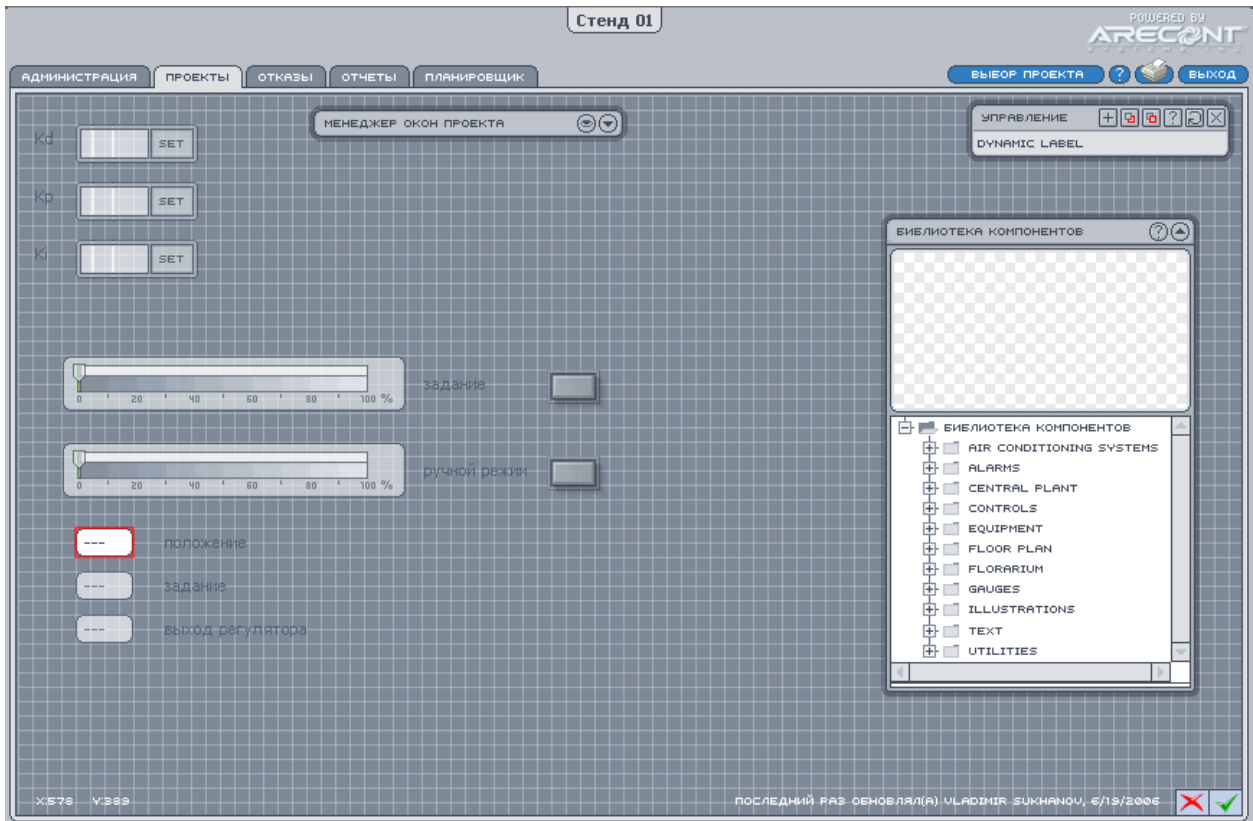 Стенд 01
POWERED BY
ARECONT
SYSTEMS, INC.
АДМИНИСТРАЦИЯ ПРОЕКТЫ ОТКАЗЫ ОТЧЕТЫ ПЛАНИРОВЩИК ВЫБОР ПРОЕКТА ? ВЫХОД
МЕНЕДЖЕР ОКОН ПРОЕКТА
УПРАВЛЕНИЕ ?
DYNAMIC LABEL
Kd SET
Kp SET
Ki SET
БИБЛИОТЕКА КОМПОНЕНТОВ ?
0 20 40 60 80 100 %
задание
0 20 40 60 80 100 %
ручной режим
--- положение
--- задание
--- выход регулятора
БИБЛИОТЕКА КОМПОНЕНТОВ
AIR CONDITIONING SYSTEMS
ALARMS
CENTRAL PLANT
CONTROLS
EQUIPMENT
FLOOR PLAN
FLORARIUM
GAUGES
ILLUSTRATIONS
TEXT
UTILITIES
X:578 Y:389
ПОСЛЕДНИЙ РАЗ ОБНОВЛЯЛ(А) VLADIMIR SUKHANOV, 6/19/2006